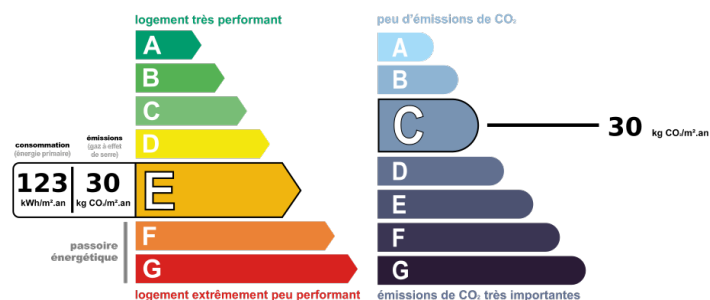 logement très performant
A
B
C
D
consommation
(énergie primaire)
émissions
(gaz à effet
de serre)
123
kWh/m².an
30
kg CO₂/m².an
E
F
G
passoire
énergétique
logement extrêmement peu performant
peu d'émissions de CO₂
A
B
C
30 kg CO₂/m².an
D
E
F
G
émissions de CO₂ très importantes